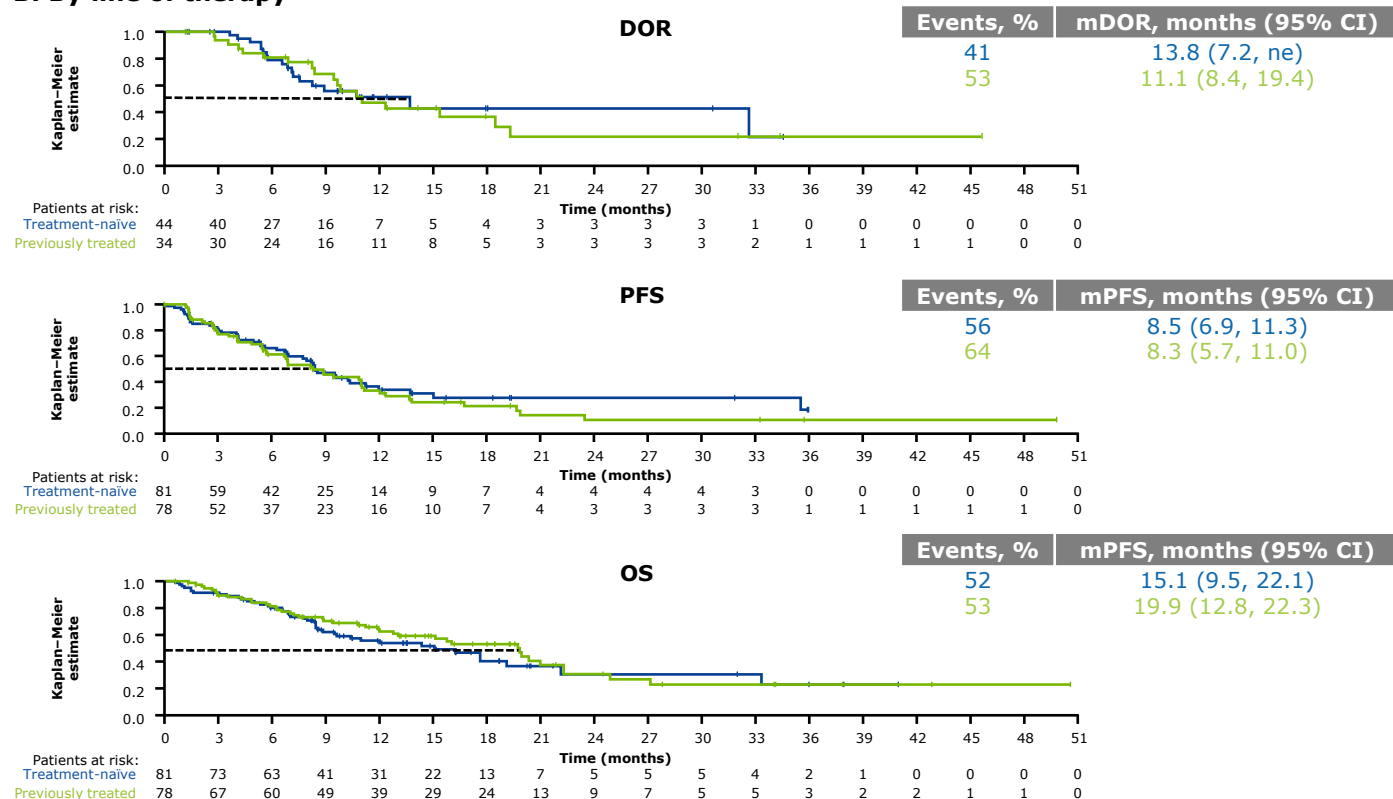 B. By line of therapy
DOR
Events, % mDOR, months (95% CI)
41 13.8 (7.2, ne)
53 11.1 (8.4, 19.4)
Kaplan–Meier
estimate
1.0
0.8
0.6
0.4
0.2
0.0
0 3 6 9 12 15 18 21 24 27 30 33 36 39 42 45 48 51
Time (months)
Patients at risk:
Treatment-naïve 44 40 27 16 7 5 4 3 3 3 3 1 0 0 0 0 0 0
Previously treated 34 30 24 16 11 8 5 3 3 3 3 2 1 1 1 1 0 0
PFS
Events, % mPFS, months (95% CI)
56 8.5 (6.9, 11.3)
64 8.3 (5.7, 11.0)
Kaplan–Meier
estimate
1.0
0.8
0.6
0.4
0.2
0.0
0 3 6 9 12 15 18 21 24 27 30 33 36 39 42 45 48 51
Time (months)
Patients at risk:
Treatment-naïve 81 59 42 25 14 9 7 4 4 4 4 3 0 0 0 0 0 0
Previously treated 78 52 37 23 16 10 7 4 3 3 3 3 1 1 1 1 1 0
OS
Events, % mPFS, months (95% CI)
52 15.1 (9.5, 22.1)
53 19.9 (12.8, 22.3)
Kaplan–Meier
estimate
1.0
0.8
0.6
0.4
0.2
0.0
0 3 6 9 12 15 18 21 24 27 30 33 36 39 42 45 48 51
Time (months)
Patients at risk:
Treatment-naïve 81 73 63 41 31 22 13 7 5 5 5 4 2 1 0 0 0 0
Previously treated 78 67 60 49 39 29 24 13 9 7 5 5 3 2 2 1 1 0